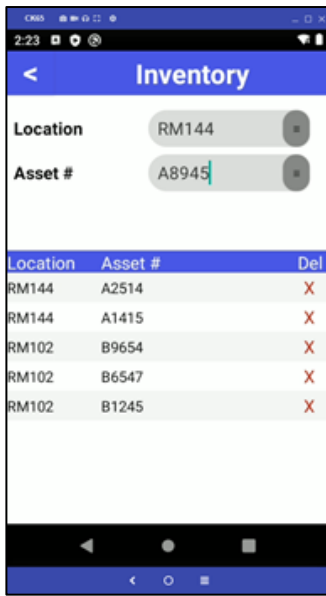 CK65
2:23
< Inventory
Location RM144
Asset # A8945
Location Asset # Del
RM144 A2514 X
RM144 A1415 X
RM102 B9654 X
RM102 B6547 X
RM102 B1245 X